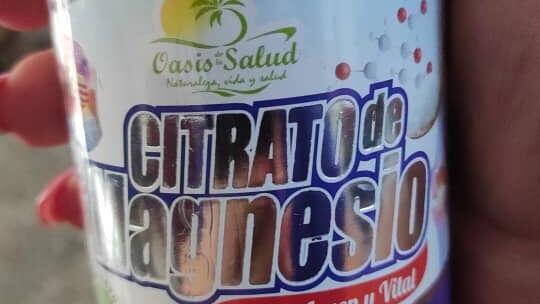 Oasis de la Salud
Naturaleza, vida y salud
CITRATO de
Magnesio
y Vital